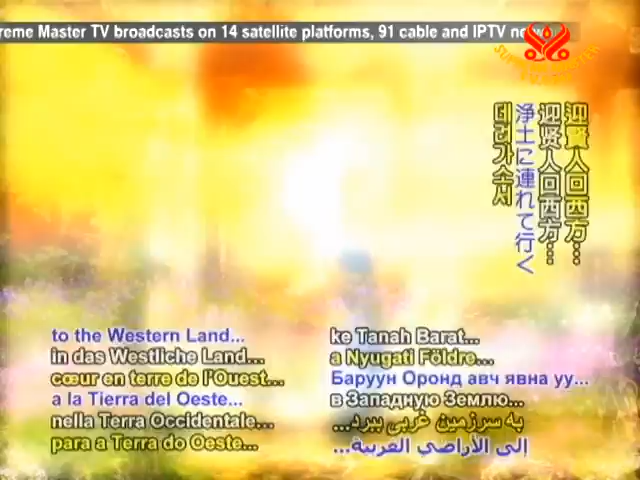 reme Master TV broadcasts on 14 satellite platforms, 91 cable and IPTV
迎賢人回西方...
迎贤人回西方...
浄土に連れて行く
데려가소서
to the Western Land...
in das Westliche Land...
cœur en terre de l'Ouest...
a la Tierra del Oeste...
nella Terra Occidentale...
para a Terra do Oeste...
ke Tanah Barat...
a Nyugati Földre...
Баруун Оронд авч явна уу...
в Западную Землю...
به سرزمین غربی ببرد...
إلى الأراضي الغربية...